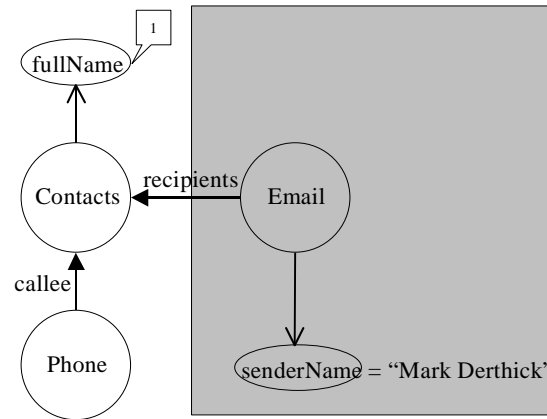 1
fullName
Contacts
recipients
Email
callee
Phone
senderName = “Mark Derthick”